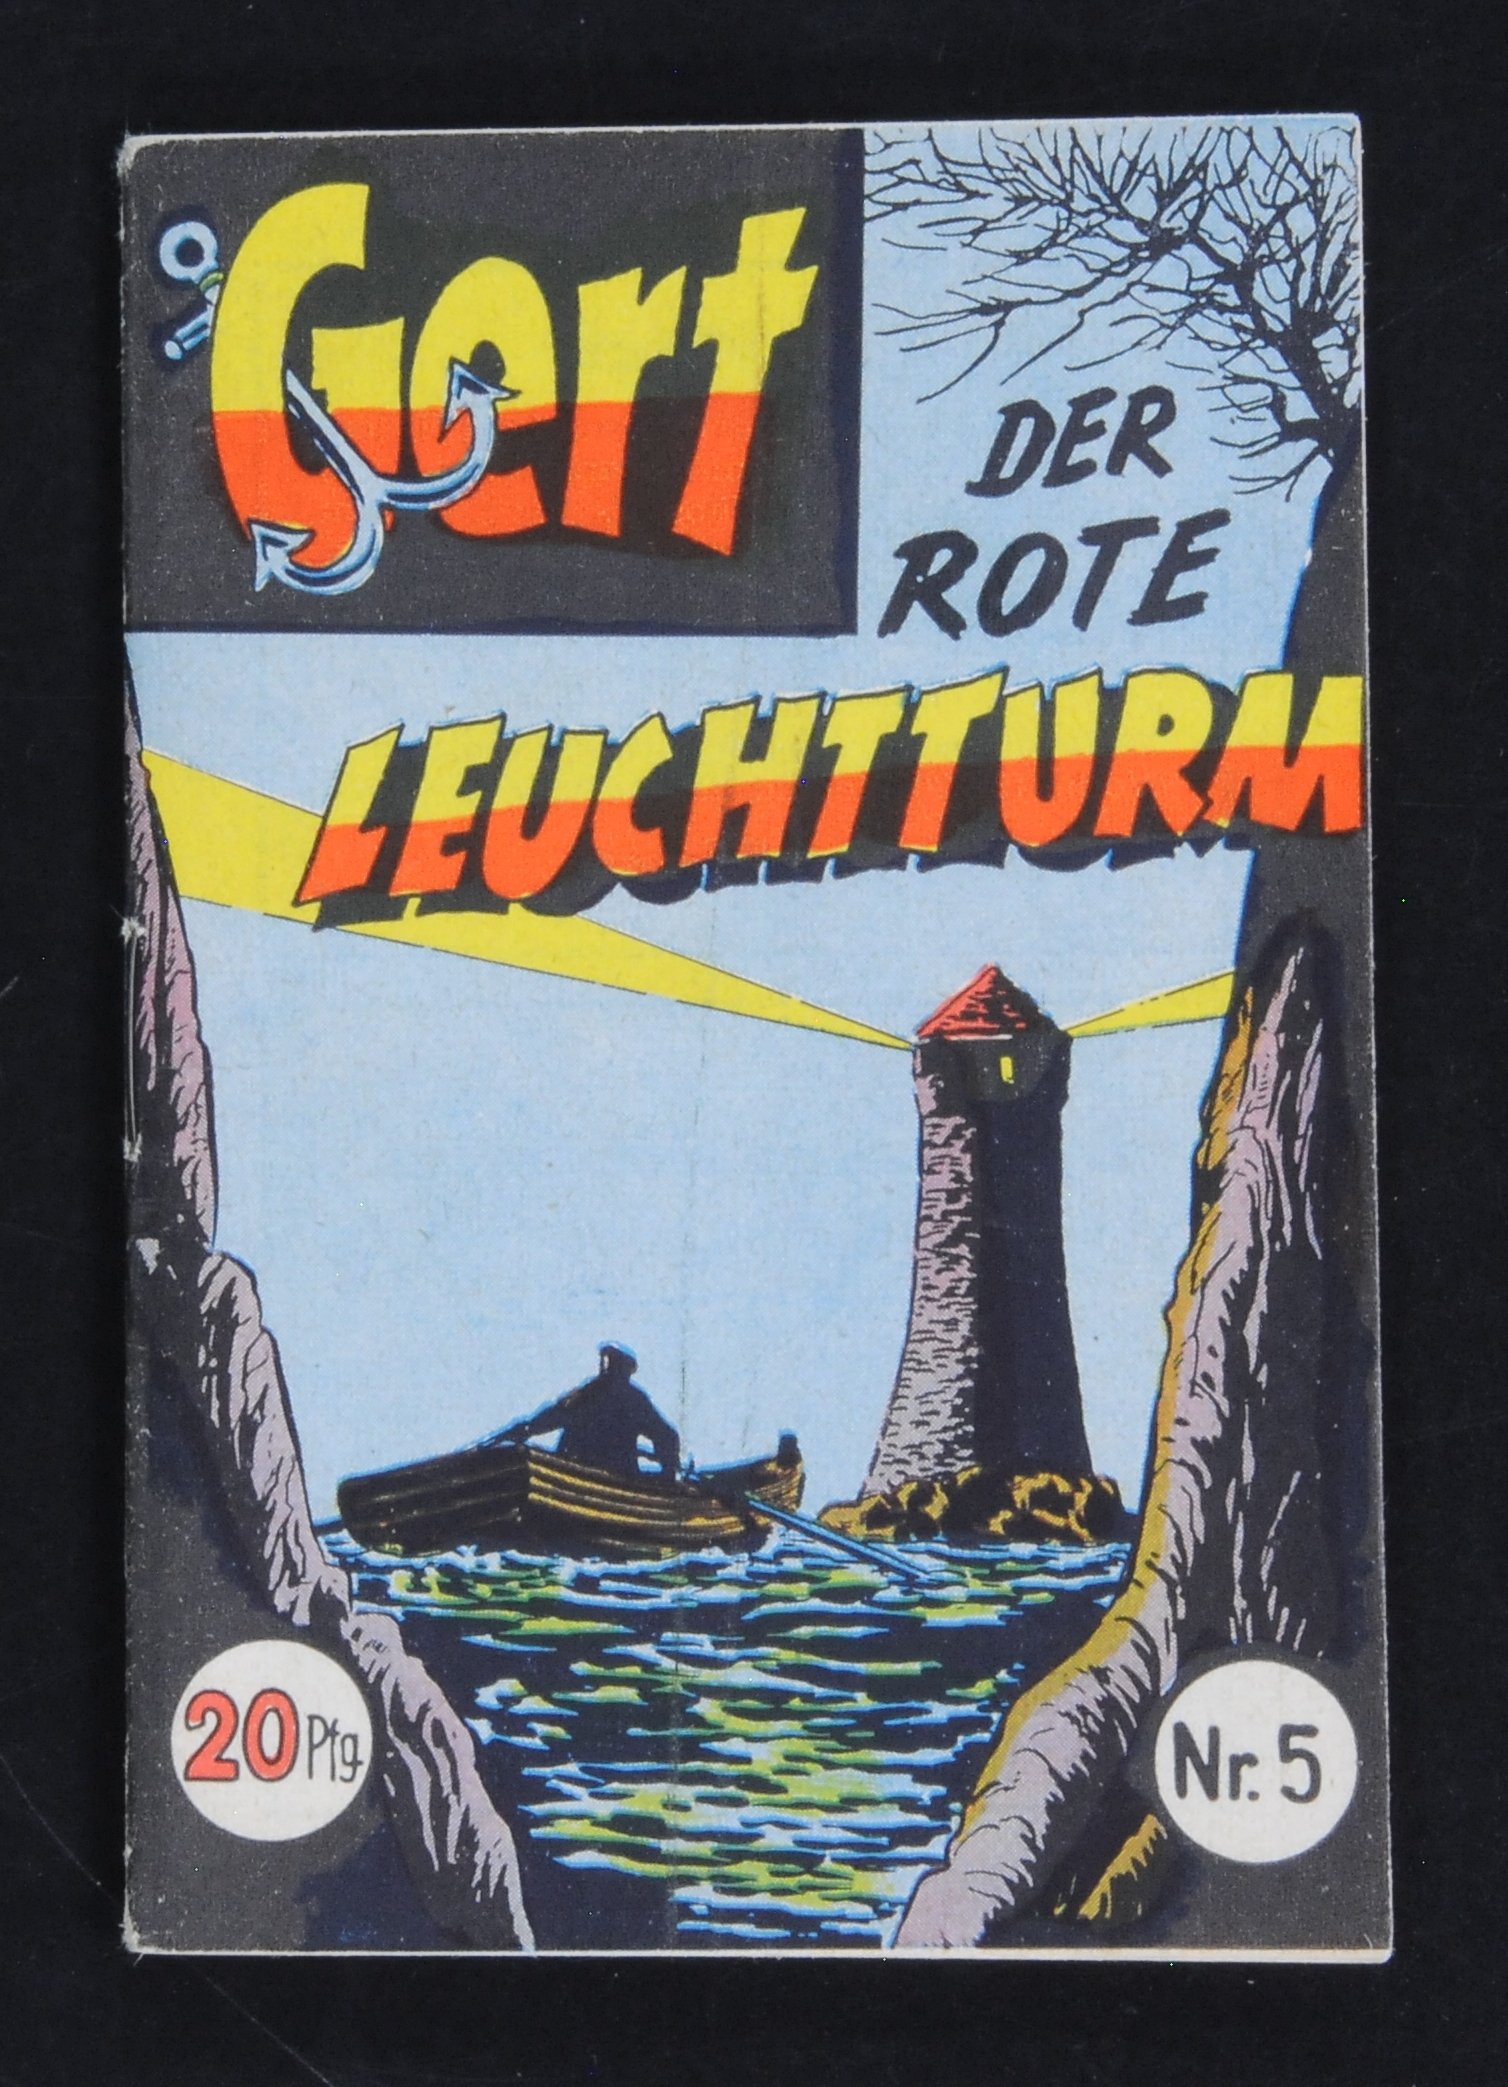 Gert
DER
ROTE
LEUCHTTURM
20 Pfg
Nr. 5